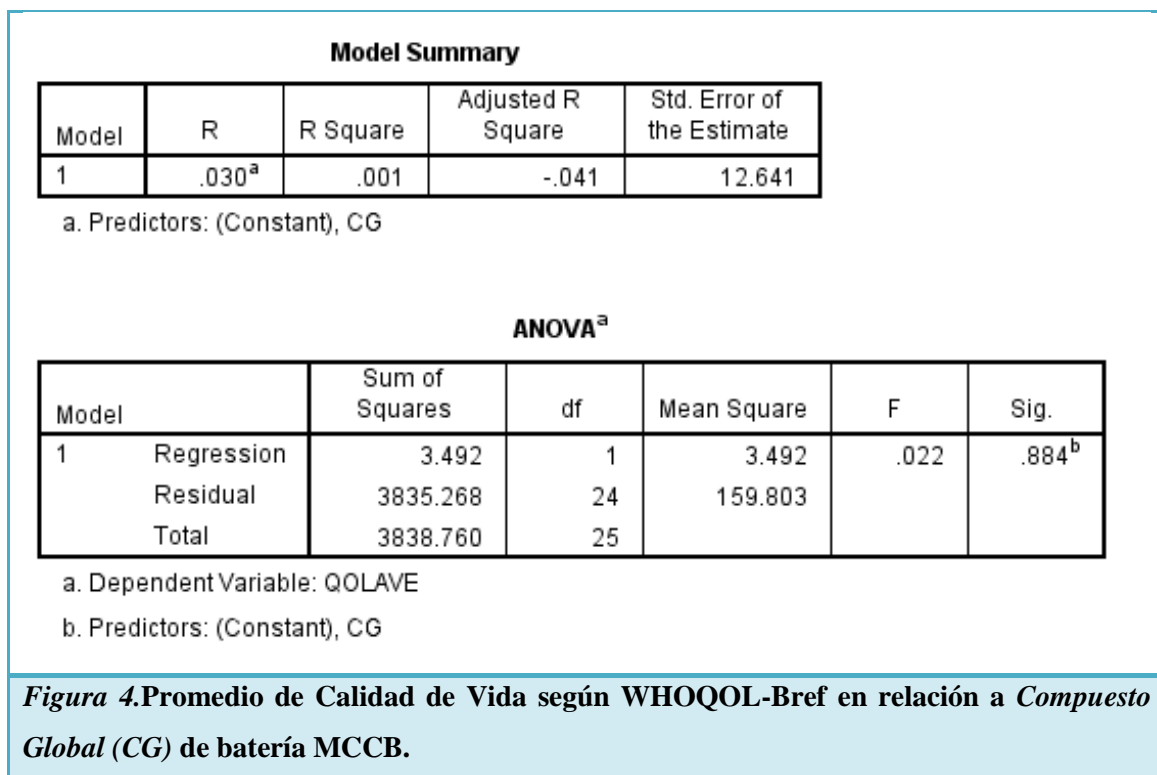 Model Summary
Model R R Square Adjusted R Square Std. Error of the Estimate
1 .030a .001 -.041 12.641
a. Predictors: (Constant), CG
ANOVAa
Model Sum of Squares df Mean Square F Sig.
1 Regression 3.492 1 3.492 .022 .884b
Residual 3835.268 24 159.803
Total 3838.760 25
a. Dependent Variable: QOLAVE
b. Predictors: (Constant), CG
Figura 4.Promedio de Calidad de Vida según WHOQOL-Bref en relación a Compuesto
Global (CG) de batería MCCB.